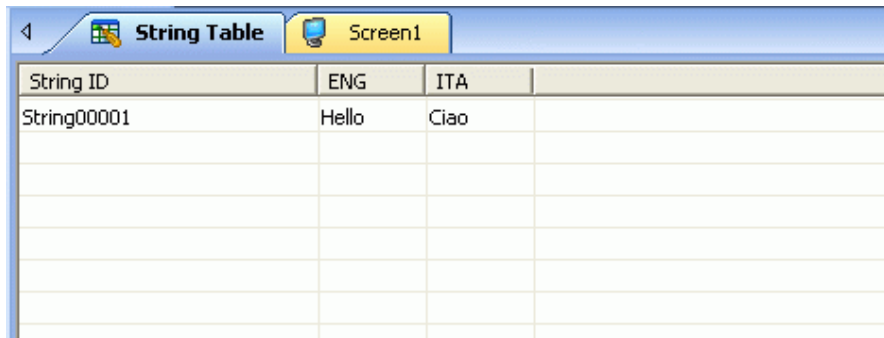 String Table Screen1
String ID ENG ITA
String00001 Hello Ciao